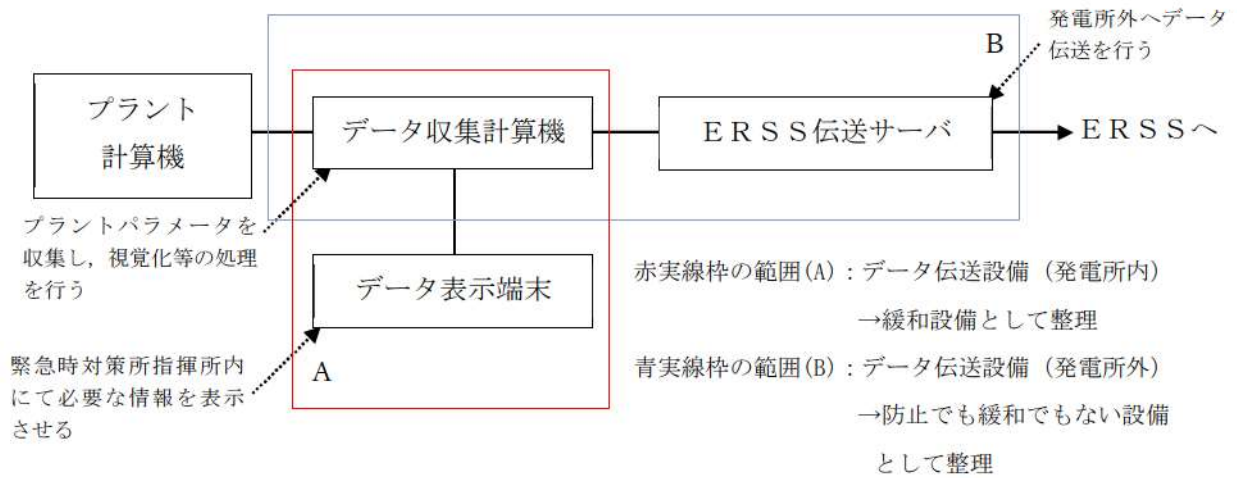 発電所外へデータ
伝送を行う
B
プラント
計算機
データ収集計算機
ERSS伝送サーバ
ERSSへ
プラントパラメータを
収集し，視覚化等の処理
を行う
データ表示端末
緊急時対策所指揮所内
にて必要な情報を表示
させる
A
赤実線枠の範囲(A)：データ伝送設備（発電所内）
→緩和設備として整理
青実線枠の範囲(B)：データ伝送設備（発電所外）
→防止でも緩和でもない設備
として整理